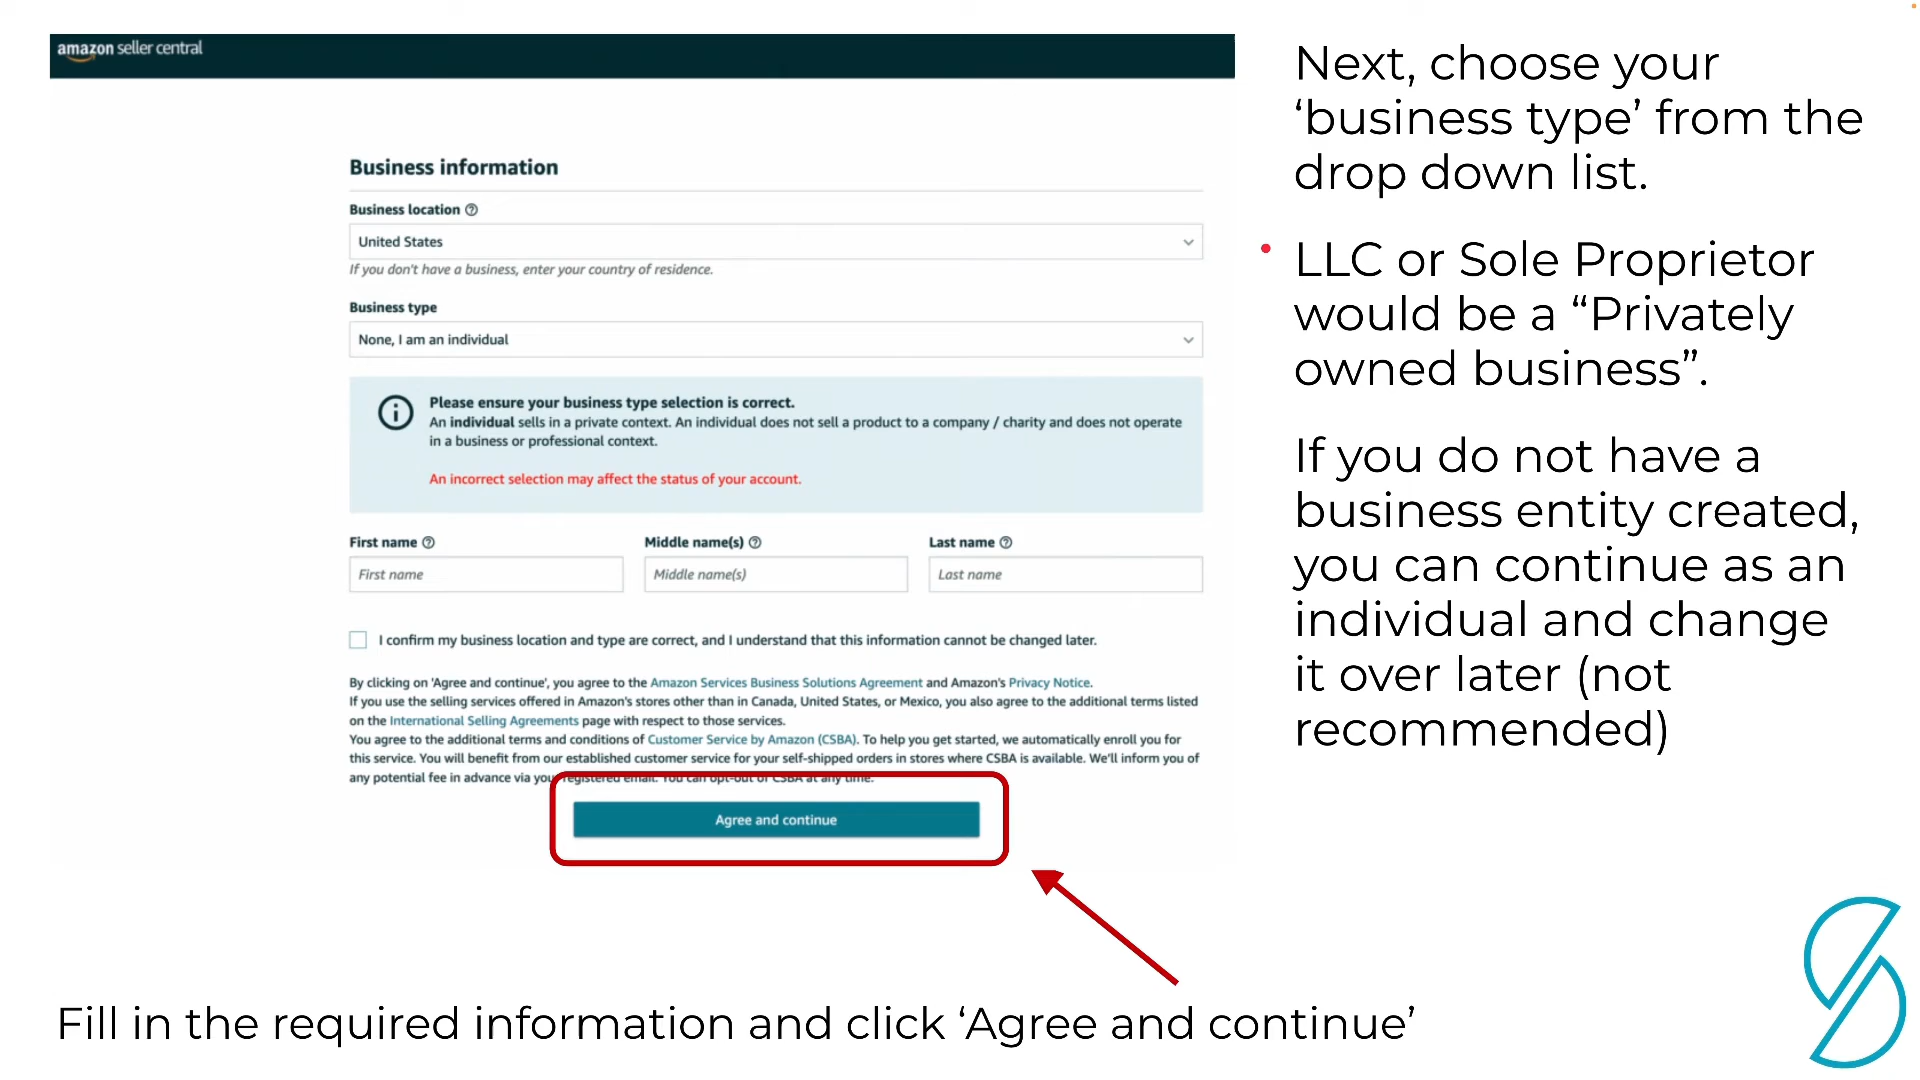 amazon seller central
Business information
Business location
United States
If you don't have a business, enter your country of residence.
Business type
None, I am an individual
Please ensure your business type selection is correct.
An individual sells in a private context. An individual does not sell a product to a company / charity and does not operate
in a business or professional context.
An incorrect selection may affect the status of your account.
First name Middle name(s) Last name
First name Middle name(s) Last name
I confirm my business location and type are correct, and I understand that this information cannot be changed later.
By clicking on 'Agree and continue', you agree to the Amazon Services Business Solutions Agreement and Amazon's Privacy Notice.
If you use the selling services offered in Amazon's stores other than in Canada, United States, or Mexico, you also agree to the additional terms listed
on the International Selling Agreements page with respect to those services.
You agree to the additional terms and conditions of Customer Service by Amazon (CSBA). To help you get started, we automatically enroll you for
this service. You will benefit from our established customer service for your self-shipped orders in stores where CSBA is available. We'll inform you of
any potential fee in advance via your registered email. You can opt-out of CSBA at any time.
Agree and continue
Next, choose your
‘business type’ from the
drop down list.
• LLC or Sole Proprietor
would be a “Privately
owned business”.
If you do not have a
business entity created,
you can continue as an
individual and change
it over later (not
recommended)
Fill in the required information and click ‘Agree and continue’